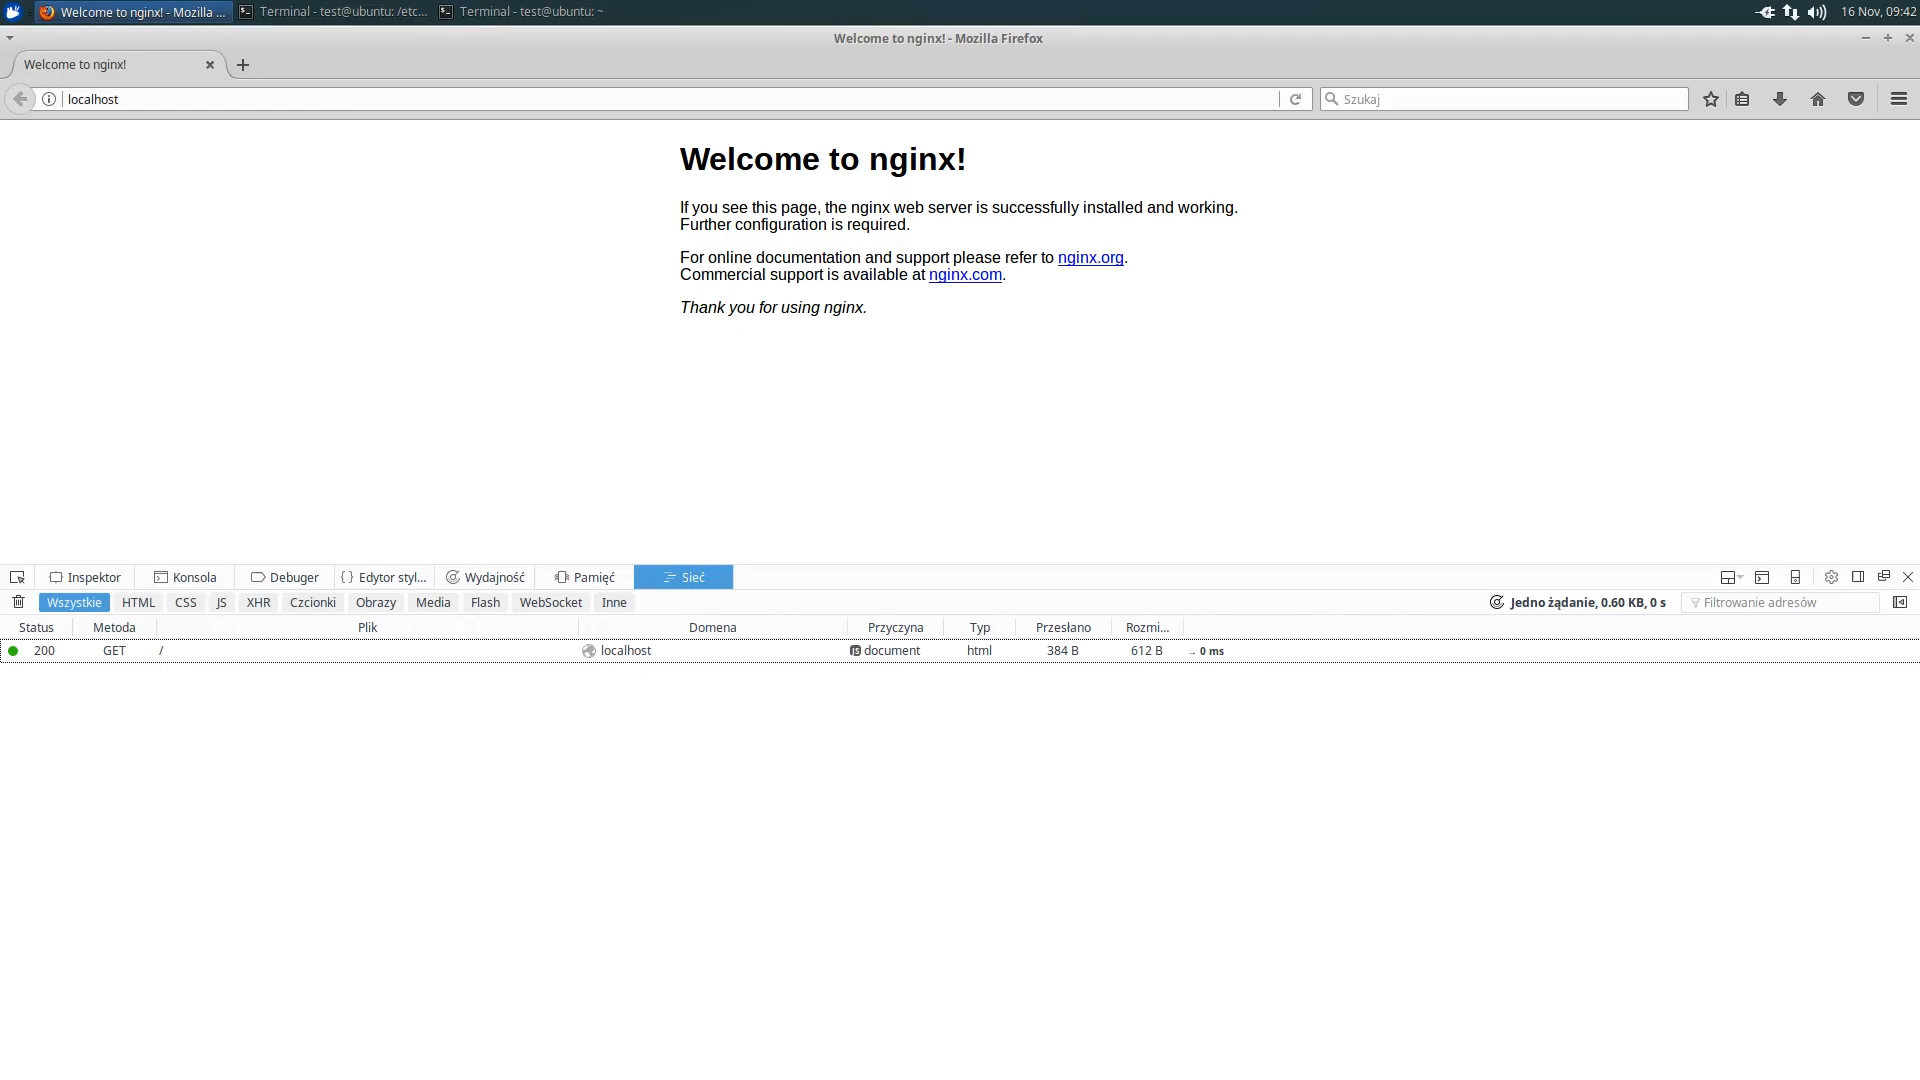 Welcome to nginx! - Mozilla ... Terminal - test@ubuntu: /etc... Terminal - test@ubuntu: ~ 16 Nov, 09:42
Welcome to nginx! - Mozilla Firefox
Welcome to nginx!
localhost Szukaj
Welcome to nginx!
If you see this page, the nginx web server is successfully installed and working.
Further configuration is required.
For online documentation and support please refer to nginx.org.
Commercial support is available at nginx.com.
Thank you for using nginx.
Inspektor Konsola Debuger { } Edytor styl... Wydajność Pamięć Sieć
Wszystkie HTML CSS JS XHR Czcionki Obrazy Media Flash WebSocket Inne Jedno żądanie, 0.60 KB, 0 s Filtrowanie adresów
Status Metoda Plik Domena Przyczyna Typ Przesłano Rozmi...
200 GET / localhost JS document html 384 B 612 B → 0 ms